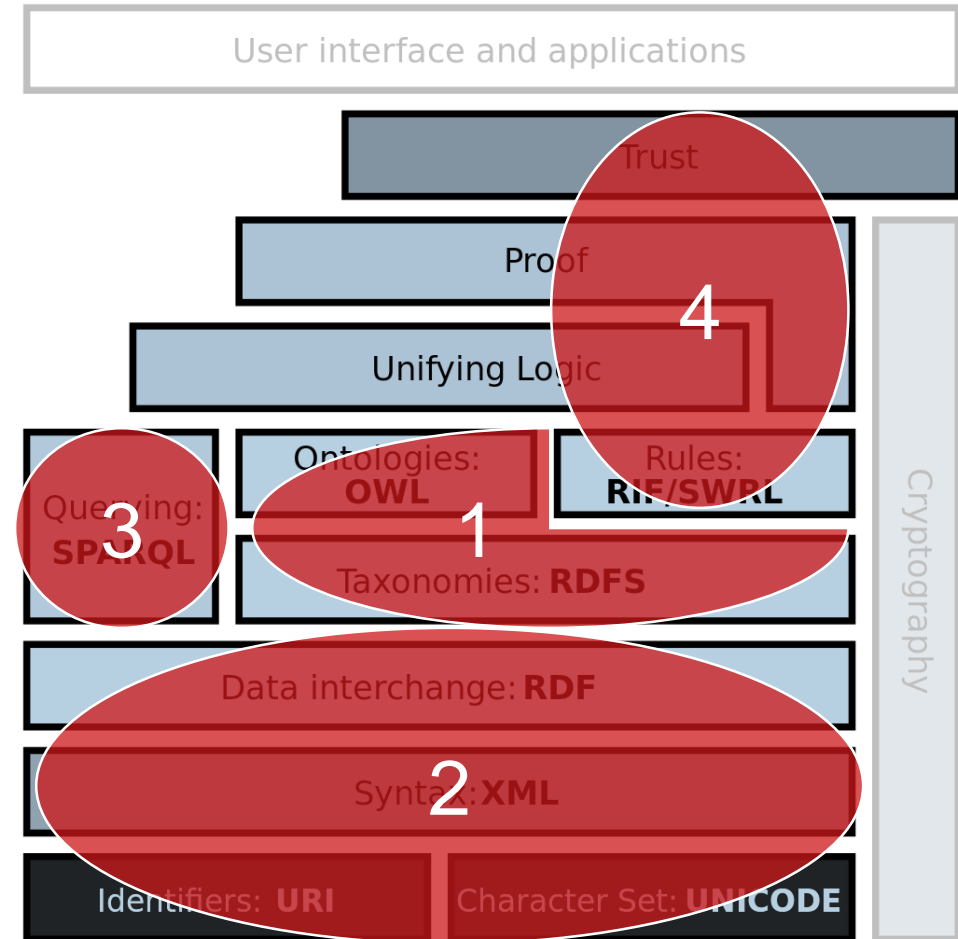 User interface and applications
Trust
Proof
4
Unifying Logic
Querying:
SPARQL
3
Ontologies:
OWL
1
Rules:
RIF/SWRL
Taxonomies: RDFS
Data interchange: RDF
Syntax: XML
2
Identifiers: URI
Character Set: UNICODE
Cryptography